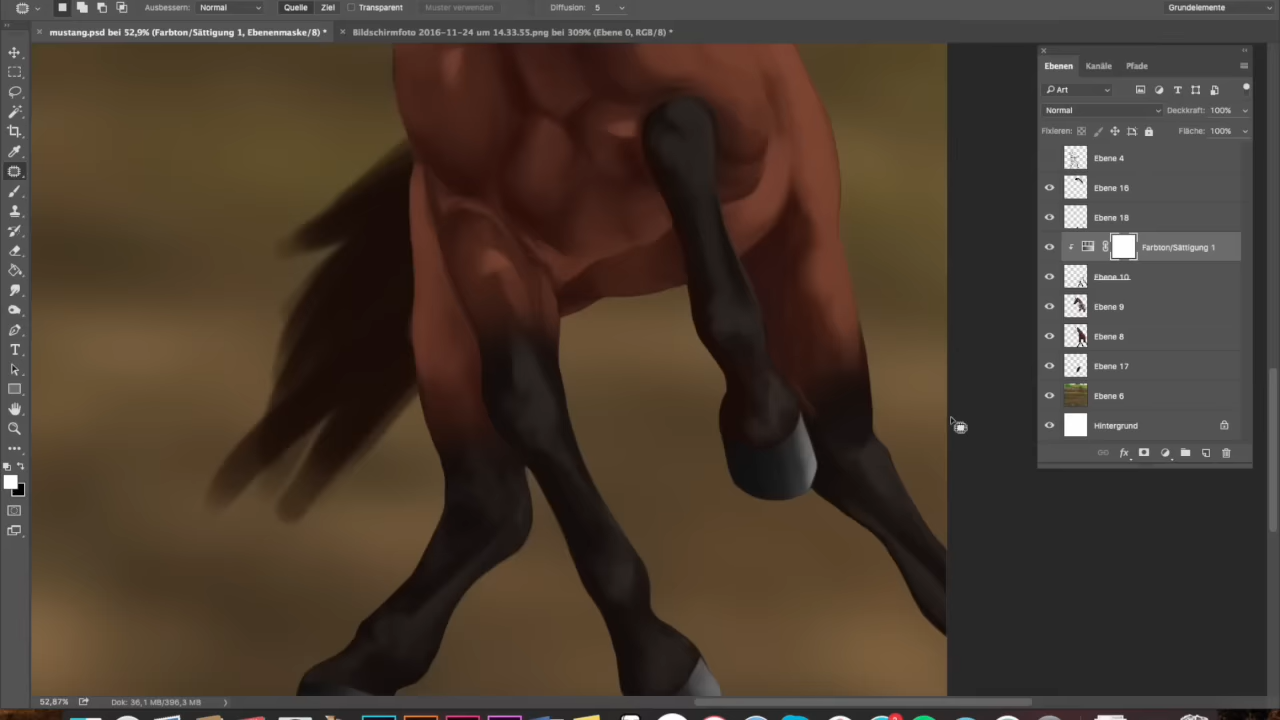 Ausbessern: Normal Quelle Ziel Transparent Muster verwenden Diffusion: 5 Grundelemente
mustang.psd bei 52,9% (Farbton/Sättigung 1, Ebenenmaske/8) * Bildschirmfoto 2016-11-24 um 14.33.55.png bei 309% (Ebene 0, RGB/8) *
Ebenen Kanäle Pfade
Art
Normal Deckkraft: 100%
Fixieren: Fläche: 100%
Ebene 4
Ebene 16
Ebene 18
Farbton/Sättigung 1
Ebene 10
Ebene 9
Ebene 8
Ebene 17
Ebene 6
Hintergrund
fx
52,87% Dok: 36,1 MB/396,3 MB